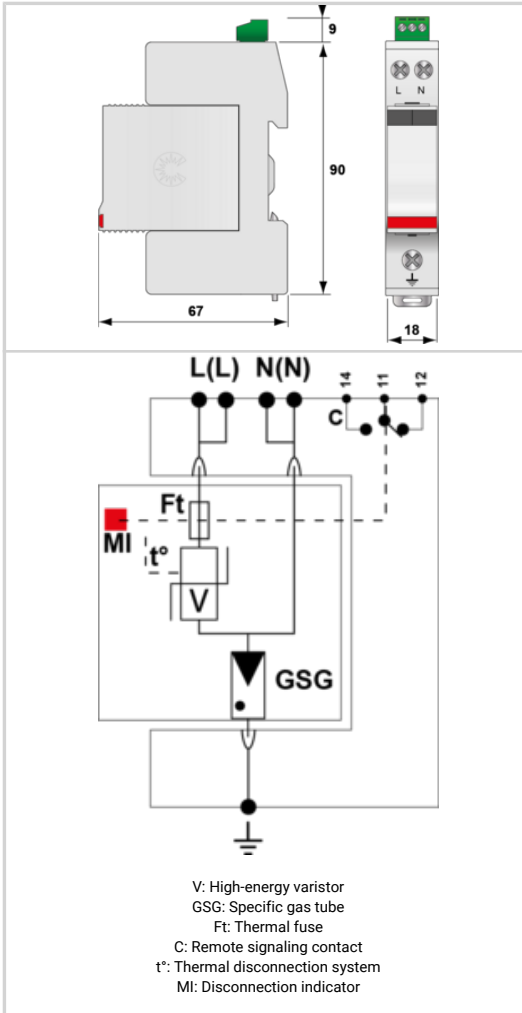 9
L N
90
67
18
L(L) N(N)
14
11
12
C
Ft
MI
t°
V
GSG
V: High-energy varistor
GSG: Specific gas tube
Ft: Thermal fuse
C: Remote signaling contact
t°: Thermal disconnection system
MI: Disconnection indicator